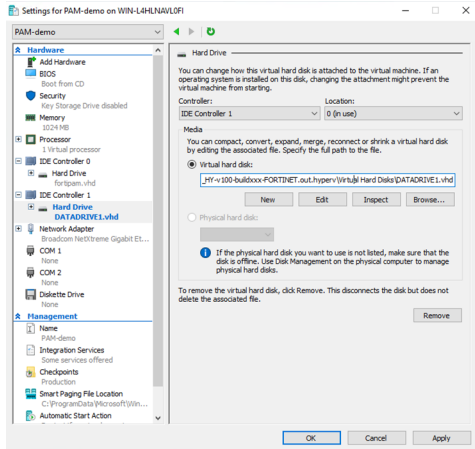 Settings for PAM-demo on WIN-L4HLNAVL0FI
PAM-demo
Hardware
Add Hardware
BIOS
Boot from CD
Security
Key Storage Drive disabled
Memory
1024 MB
Processor
1 Virtual processor
IDE Controller 0
Hard Drive
fortipam.vhd
IDE Controller 1
Hard Drive
DATADRIVE1.vhd
Network Adapter
Broadcom NetXtreme Gigabit Et...
COM 1
None
COM 2
None
Diskette Drive
None
Management
Name
PAM-demo
Integration Services
Some services offered
Checkpoints
Production
Smart Paging File Location
C:\ProgramData\Microsoft\Win...
Automatic Start Action
Hard Drive
You can change how this virtual hard disk is attached to the virtual machine. If an
operating system is installed on this disk, changing the attachment might prevent the
virtual machine from starting.
Controller: Location:
IDE Controller 1 0 (in use)
Media
You can compact, convert, expand, merge, reconnect or shrink a virtual hard disk
by editing the associated file. Specify the full path to the file.
Virtual hard disk:
_HY-v100-buildxxx-FORTINET.out.hyperv\Virtual Hard Disks\DATADRIVE1.vhd
New Edit Inspect Browse...
Physical hard disk:
If the physical hard disk you want to use is not listed, make sure that the
disk is offline. Use Disk Management on the physical computer to manage
physical hard disks.
To remove the virtual hard disk, click Remove. This disconnects the disk but does not
delete the associated file.
Remove
OK Cancel Apply